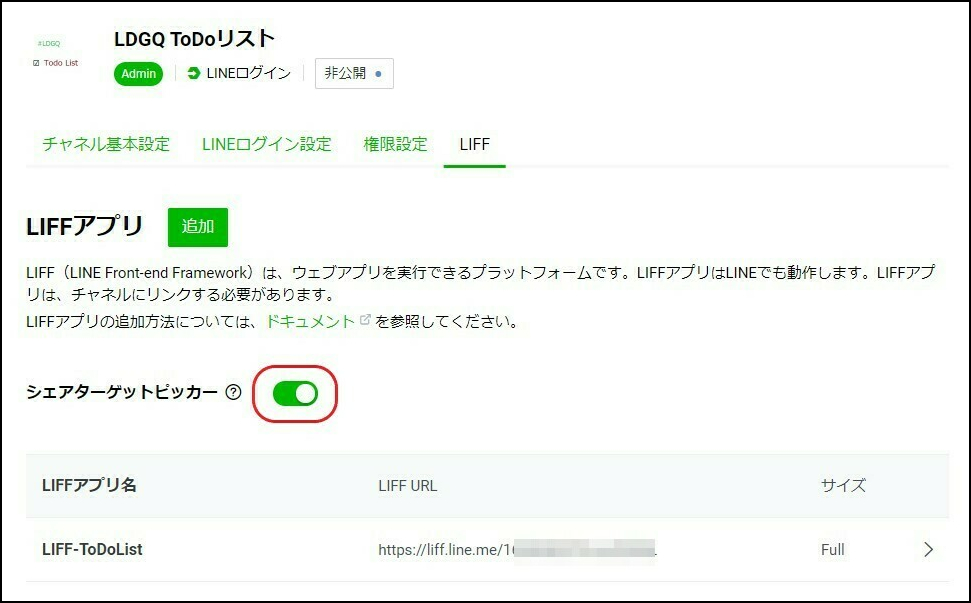 #LDGQ
☑ Todo List
LDGQ ToDoリスト
Admin
LINEログイン
非公開
チャネル基本設定
LINEログイン設定
権限設定
LIFF
LIFFアプリ
追加
LIFF（LINE Front-end Framework）は、ウェブアプリを実行できるプラットフォームです。LIFFアプリはLINEでも動作します。LIFFアプ
リは、チャネルにリンクする必要があります。
LIFFアプリの追加方法については、ドキュメントを参照してください。
シェアターゲットピッカー ?
LIFFアプリ名 LIFF URL サイズ
LIFF-ToDoList https://liff.line.me/1 Full